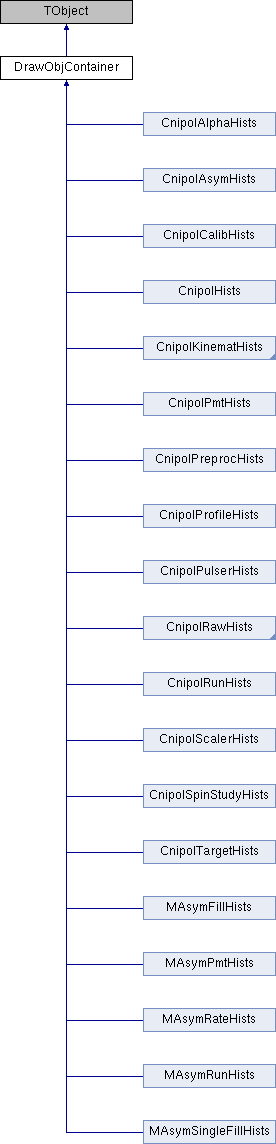 TObject
DrawObjContainer
CnipolAlphaHists
CnipolAsymHists
CnipolCalibHists
CnipolHists
CnipolKinematHists
CnipolPmtHists
CnipolPreprocHists
CnipolProfileHists
CnipolPulserHists
CnipolRawHists
CnipolRunHists
CnipolScalerHists
CnipolSpinStudyHists
CnipolTargetHists
MAsymFillHists
MAsymPmtHists
MAsymRateHists
MAsymRunHists
MAsymSingleFillHists